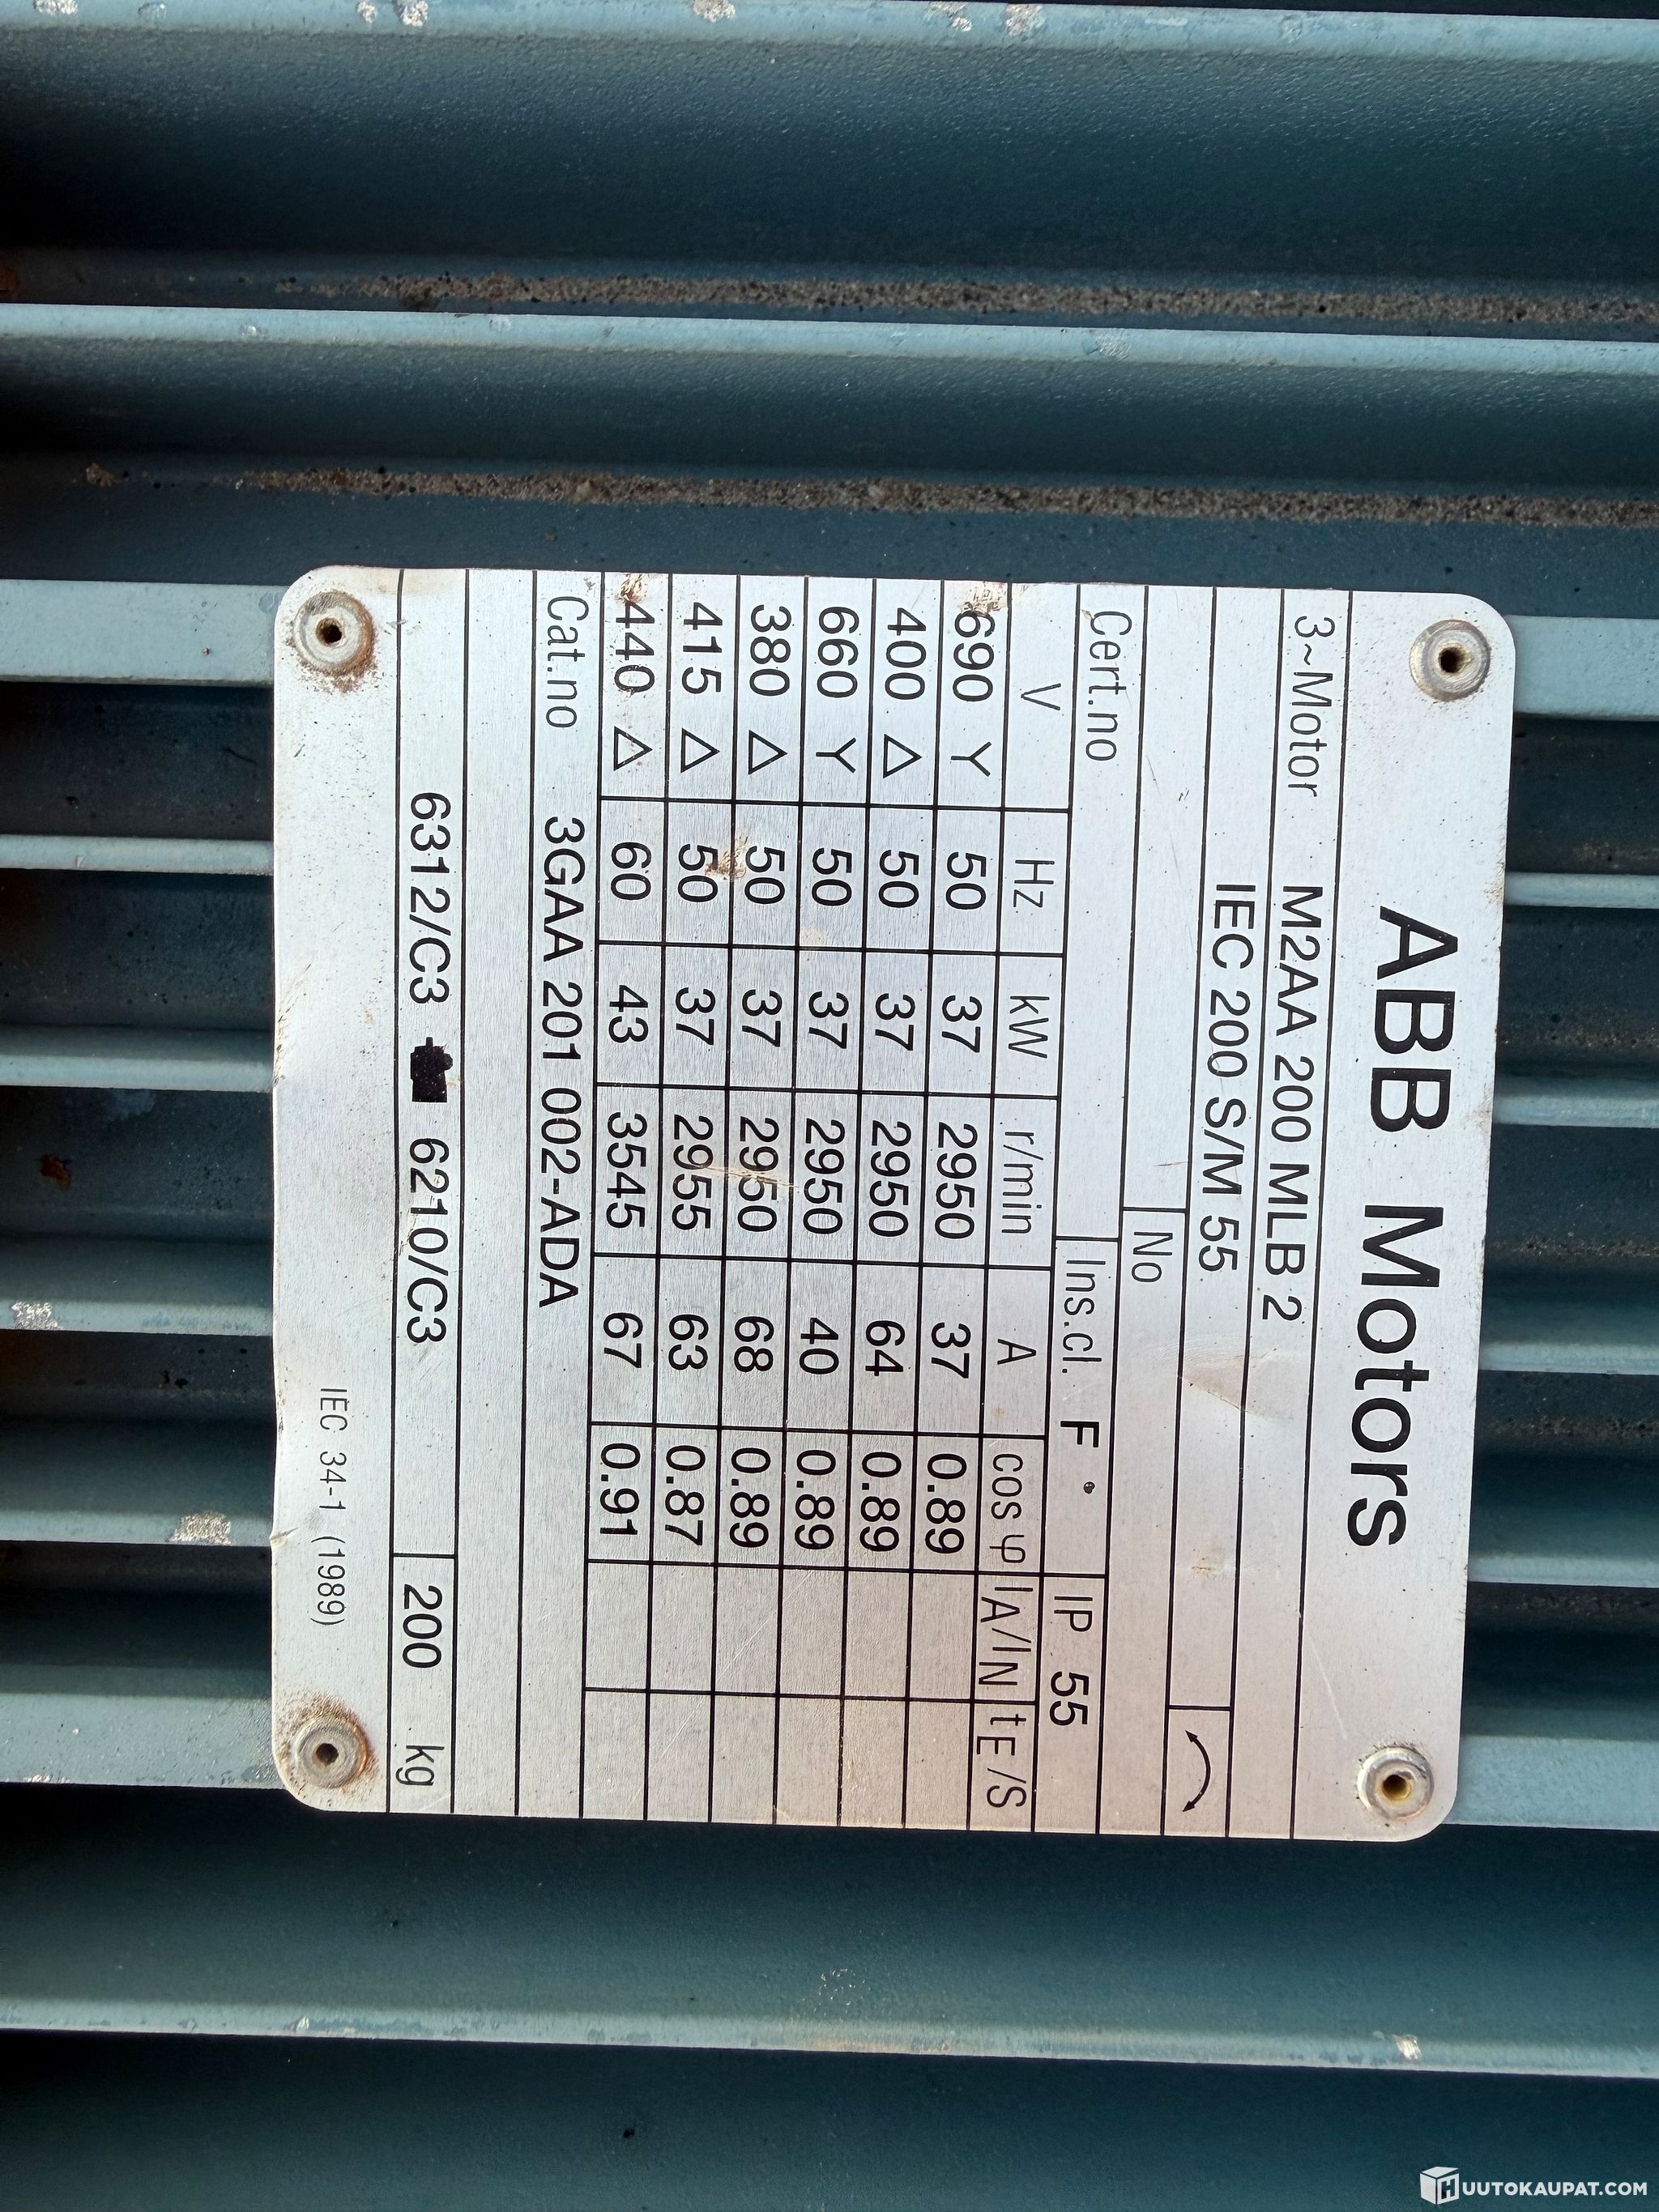 ABB Motors
3~Motor M2AA 200 MLB 2
IEC 200 S/M 55
No
Cert.no Ins.cl. F IP 55
V Hz kW r/min A cos φ IA/IN tE/S
690 Y 50 37 2950 37 0.89
400 Δ 50 37 2950 64 0.89
660 Y 50 37 2950 40 0.89
380 Δ 50 37 2950 68 0.89
415 Δ 50 37 2955 63 0.87
440 Δ 60 43 3545 67 0.91
Cat.no 3GAA 201 002-ADA
6312/C3 6210/C3 200 kg
IEC 34-1 (1989)
HUUTOKAUPAT.COM